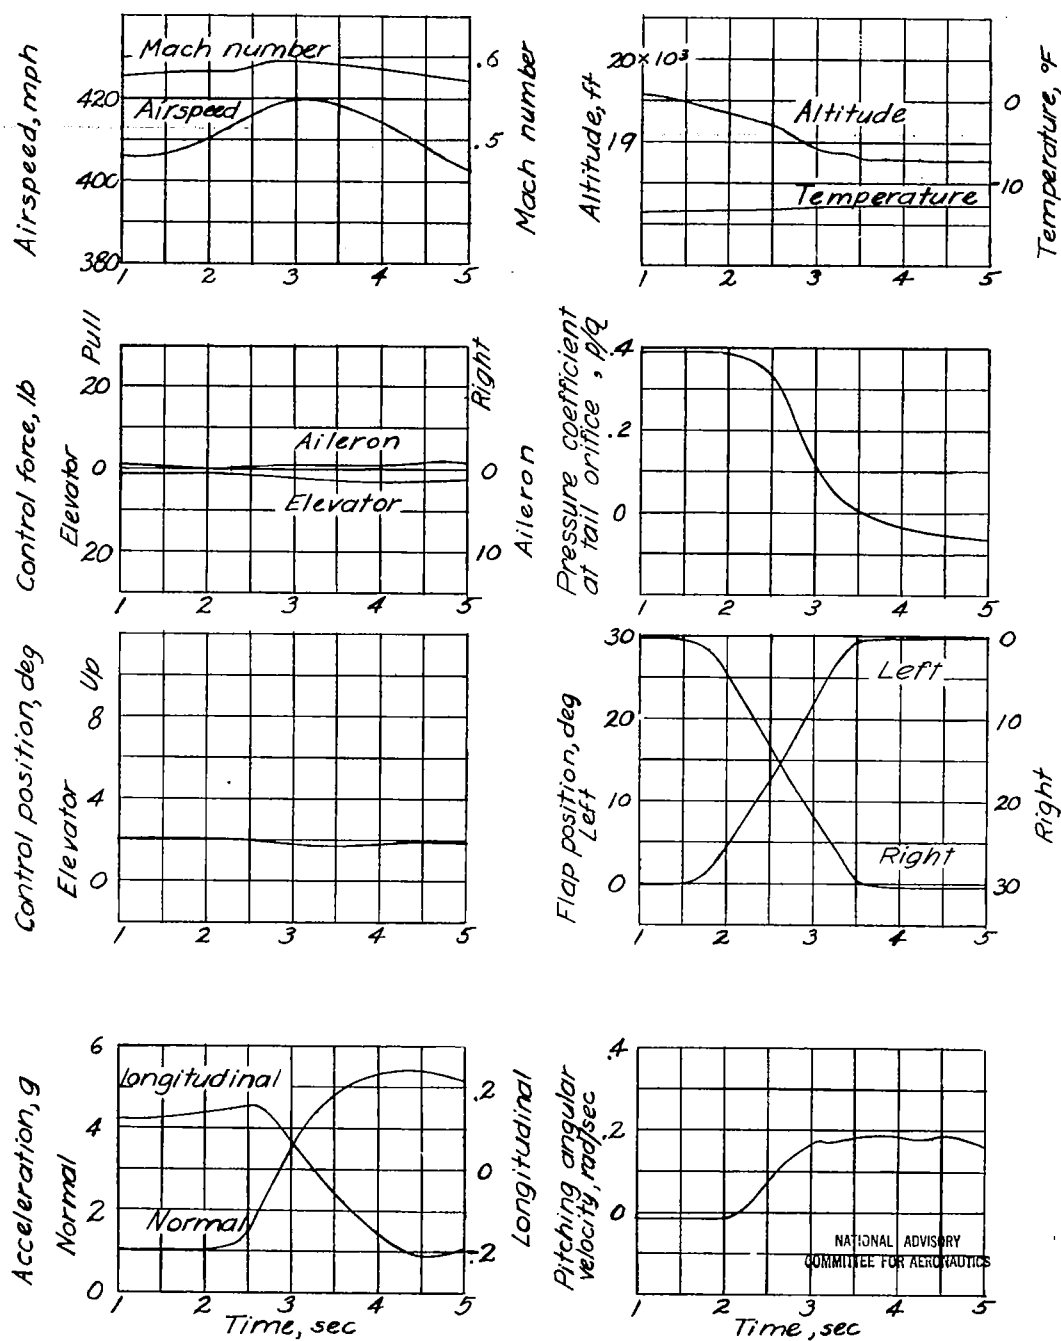 Airspeed, mph
420
400
380
Mach number
Airspeed
.6
.5
Mach number
1 2 3 4 5
Altitude, ft
20×10³
19
Altitude
Temperature
0
-10
Temperature, °F
1 2 3 4 5
Control force, lb
Elevator Pull
20
0
20
Aileron
Elevator
Right
0
10
Aileron
1 2 3 4 5
Pressure coefficient
at tail orifice, p/q
.4
.2
0
1 2 3 4 5
Control position, deg
Elevator Up
8
4
0
1 2 3 4 5
Flap position, deg
Left
30
20
10
0
Left
Right
0
10
20
30
Right
1 2 3 4 5
Acceleration, g
Normal
6
4
2
0
Longitudinal
Normal
.2
0
-.2
Longitudinal
1 2 3 4 5
Time, sec
Pitching angular
velocity, rad/sec
.4
.2
0
NATIONAL ADVISORY
COMMITTEE FOR AERONAUTICS
1 2 3 4 5
Time, sec